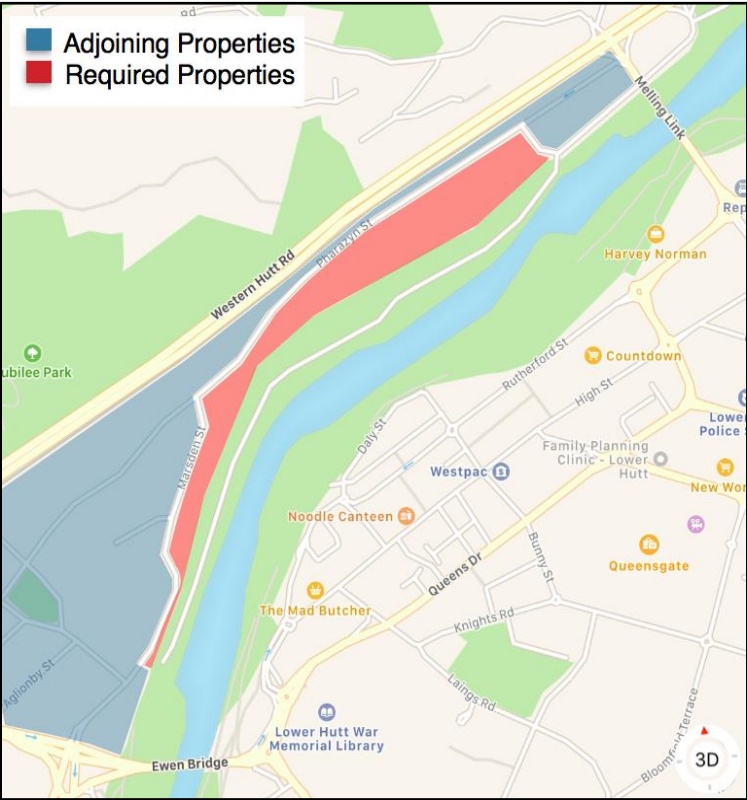 Adjoining Properties
Required Properties
Rd
Melling Link
Rep
Harvey Norman
Pharazyn St
Western Hutt Rd
ubilee Park
Rutherford St
Countdown
High St
Lower
Police S
Daly St
Marsden St
Westpac
Family Planning
Clinic - Lower
Hutt
New Wor
Noodle Canteen
Bunny St
Queensgate
Queens Dr
The Mad Butcher
Knights Rd
Aglionby St
Laings Rd
Lower Hutt War
Memorial Library
Bloomfield Terrace
Ewen Bridge
3D